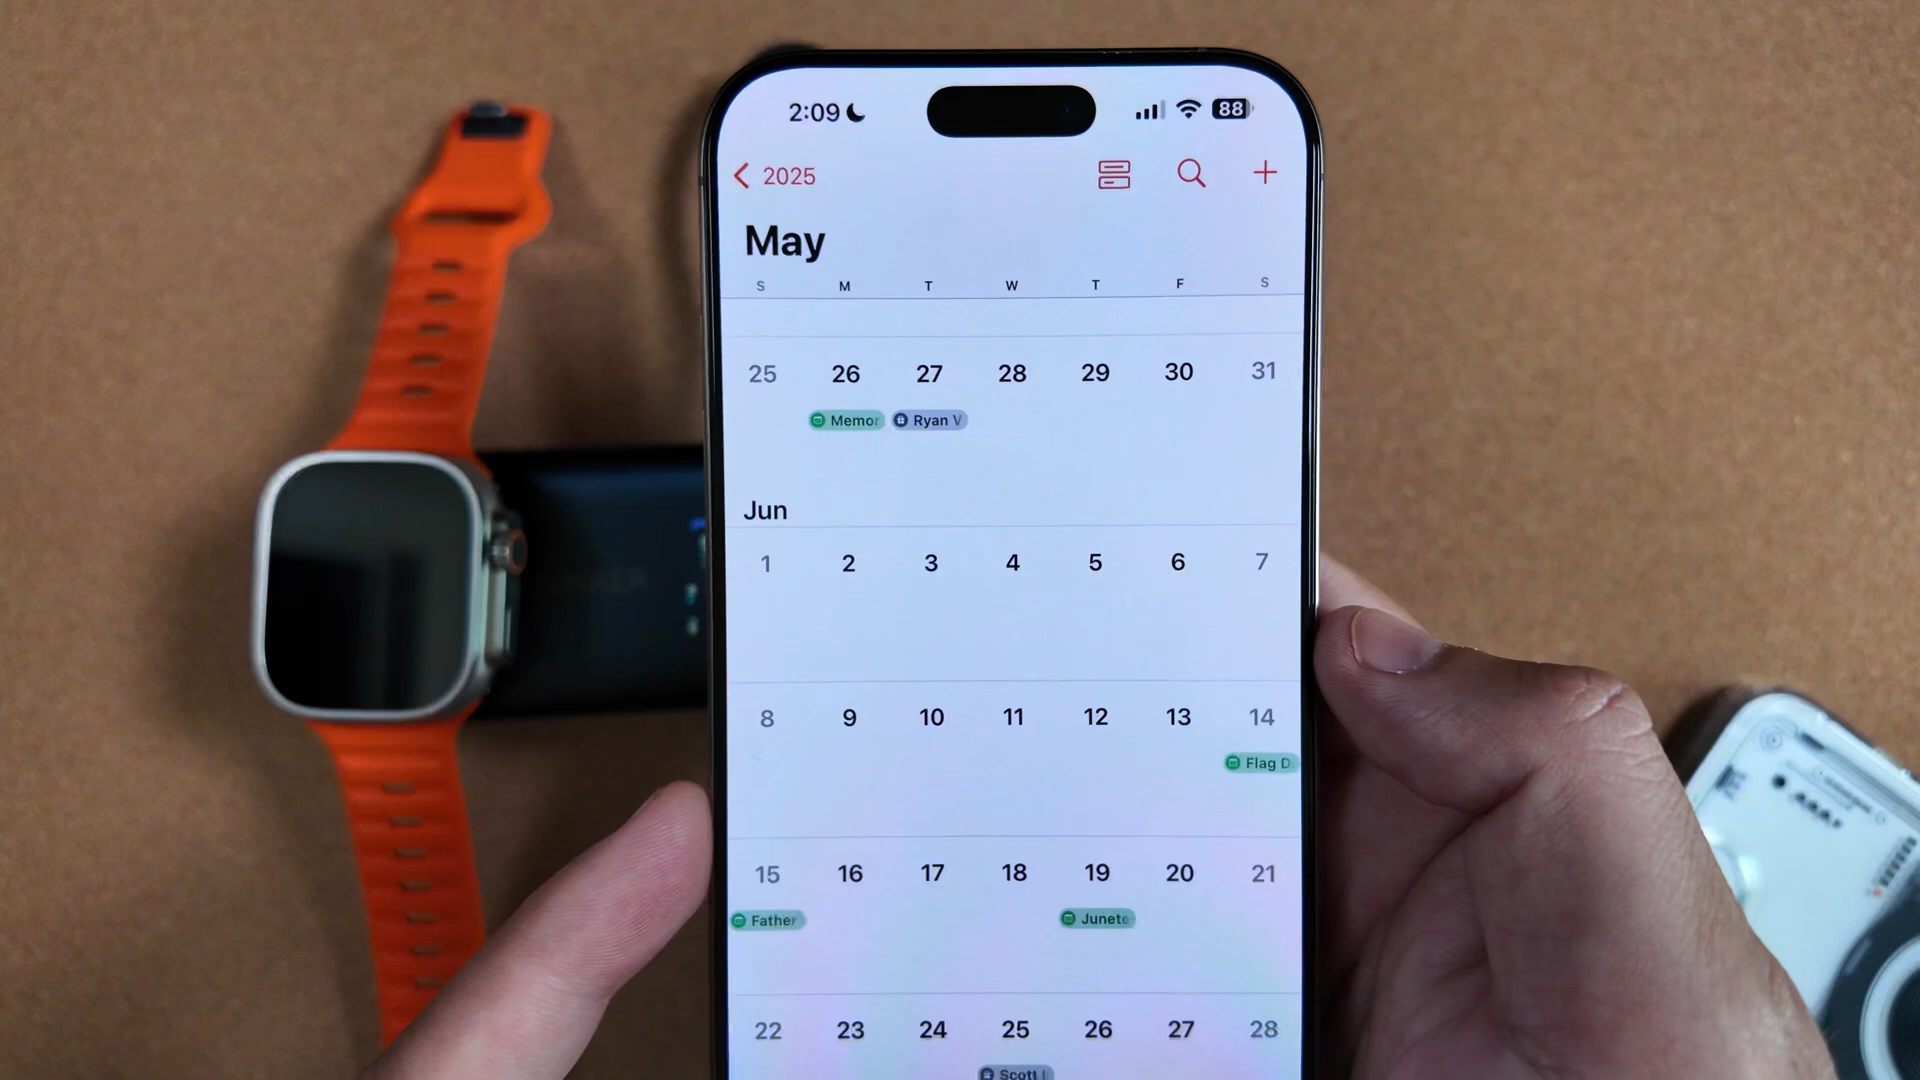 2:09 88
2025
May
S M T W T F S
25 26 27 28 29 30 31
Memor Ryan V
Jun
1 2 3 4 5 6 7
8 9 10 11 12 13 14
Flag D
15 16 17 18 19 20 21
Father Junete
22 23 24 25 26 27 28
Scott